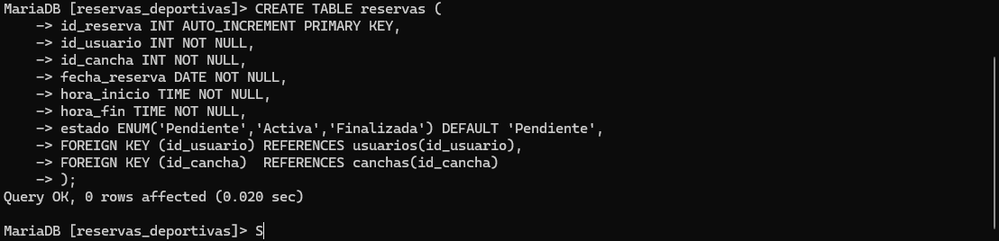 MariaDB [reservas_deportivas]> CREATE TABLE reservas (
    -> id_reserva INT AUTO_INCREMENT PRIMARY KEY,
    -> id_usuario INT NOT NULL,
    -> id_cancha INT NOT NULL,
    -> fecha_reserva DATE NOT NULL,
    -> hora_inicio TIME NOT NULL,
    -> hora_fin TIME NOT NULL,
    -> estado ENUM('Pendiente','Activa','Finalizada') DEFAULT 'Pendiente',
    -> FOREIGN KEY (id_usuario) REFERENCES usuarios(id_usuario),
    -> FOREIGN KEY (id_cancha)  REFERENCES canchas(id_cancha)
    -> );
Query OK, 0 rows affected (0.020 sec)
MariaDB [reservas_deportivas]> S